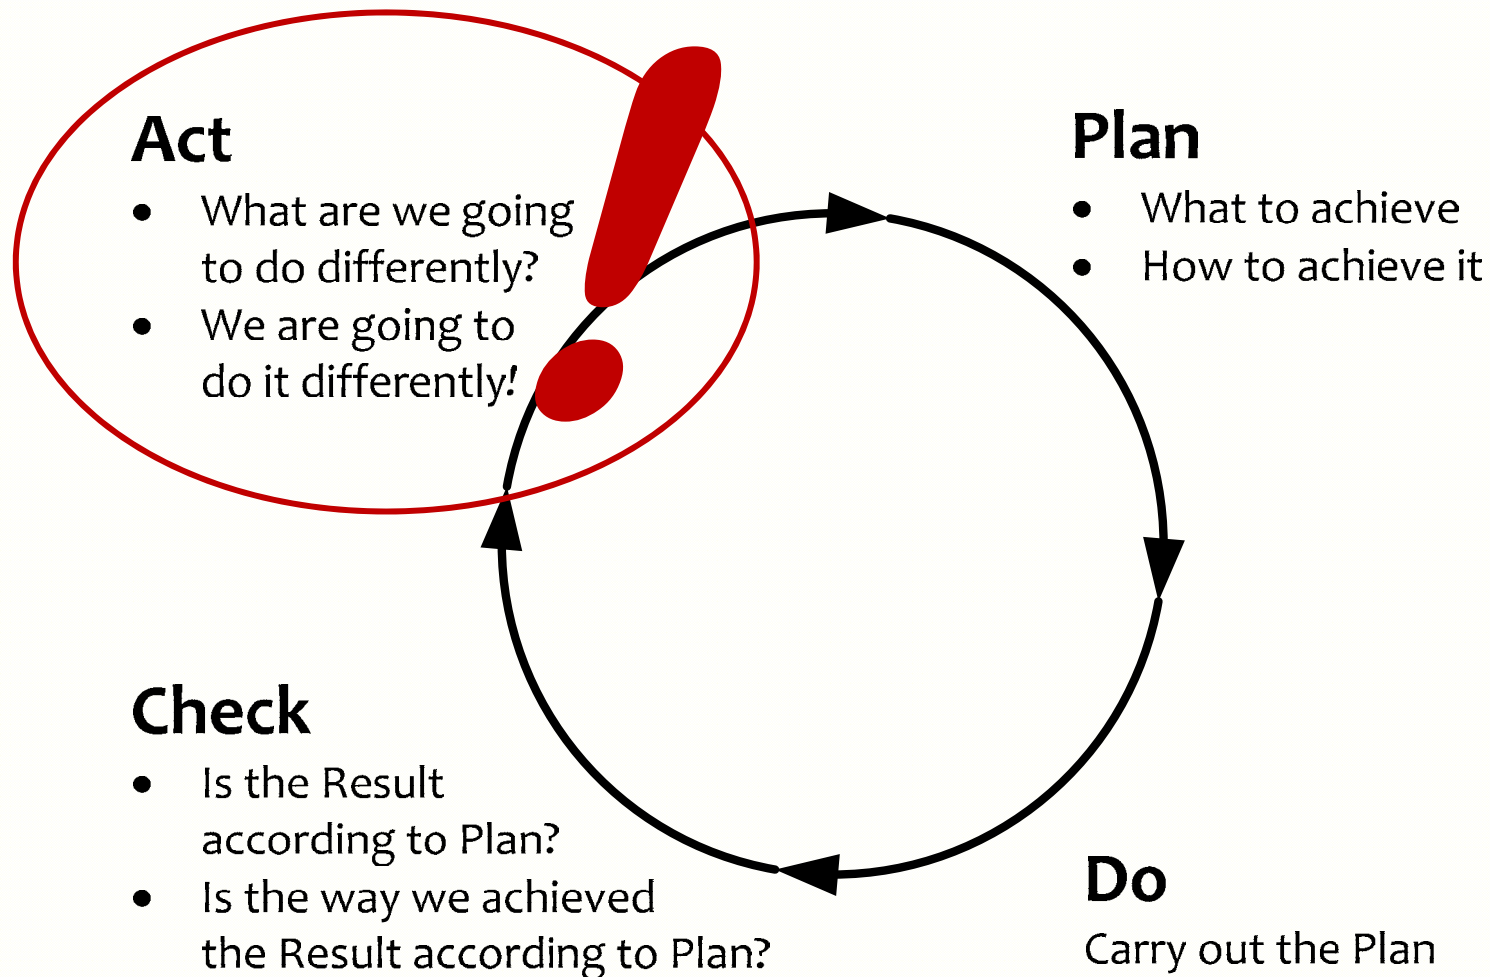 Act
• What are we going
to do differently?
• We are going to
do it differently!
Plan
• What to achieve
• How to achieve it
Check
• Is the Result
according to Plan?
• Is the way we achieved
the Result according to Plan?
Do
Carry out the Plan